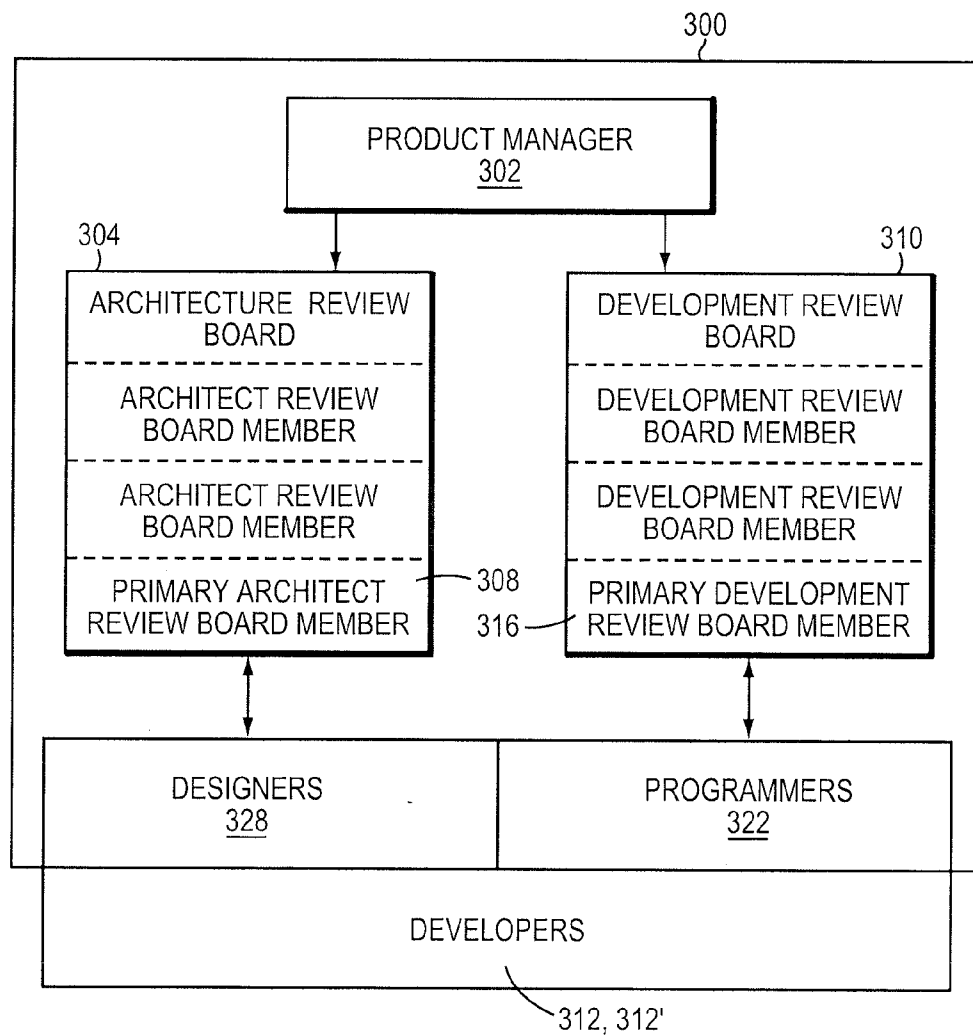 300
PRODUCT MANAGER
302
304
ARCHITECTURE REVIEW
BOARD
ARCHITECT REVIEW
BOARD MEMBER
ARCHITECT REVIEW
BOARD MEMBER
PRIMARY ARCHITECT
REVIEW BOARD MEMBER
308
310
DEVELOPMENT REVIEW
BOARD
DEVELOPMENT REVIEW
BOARD MEMBER
DEVELOPMENT REVIEW
BOARD MEMBER
316
PRIMARY DEVELOPMENT
REVIEW BOARD MEMBER
DESIGNERS
328
PROGRAMMERS
322
DEVELOPERS
312, 312'